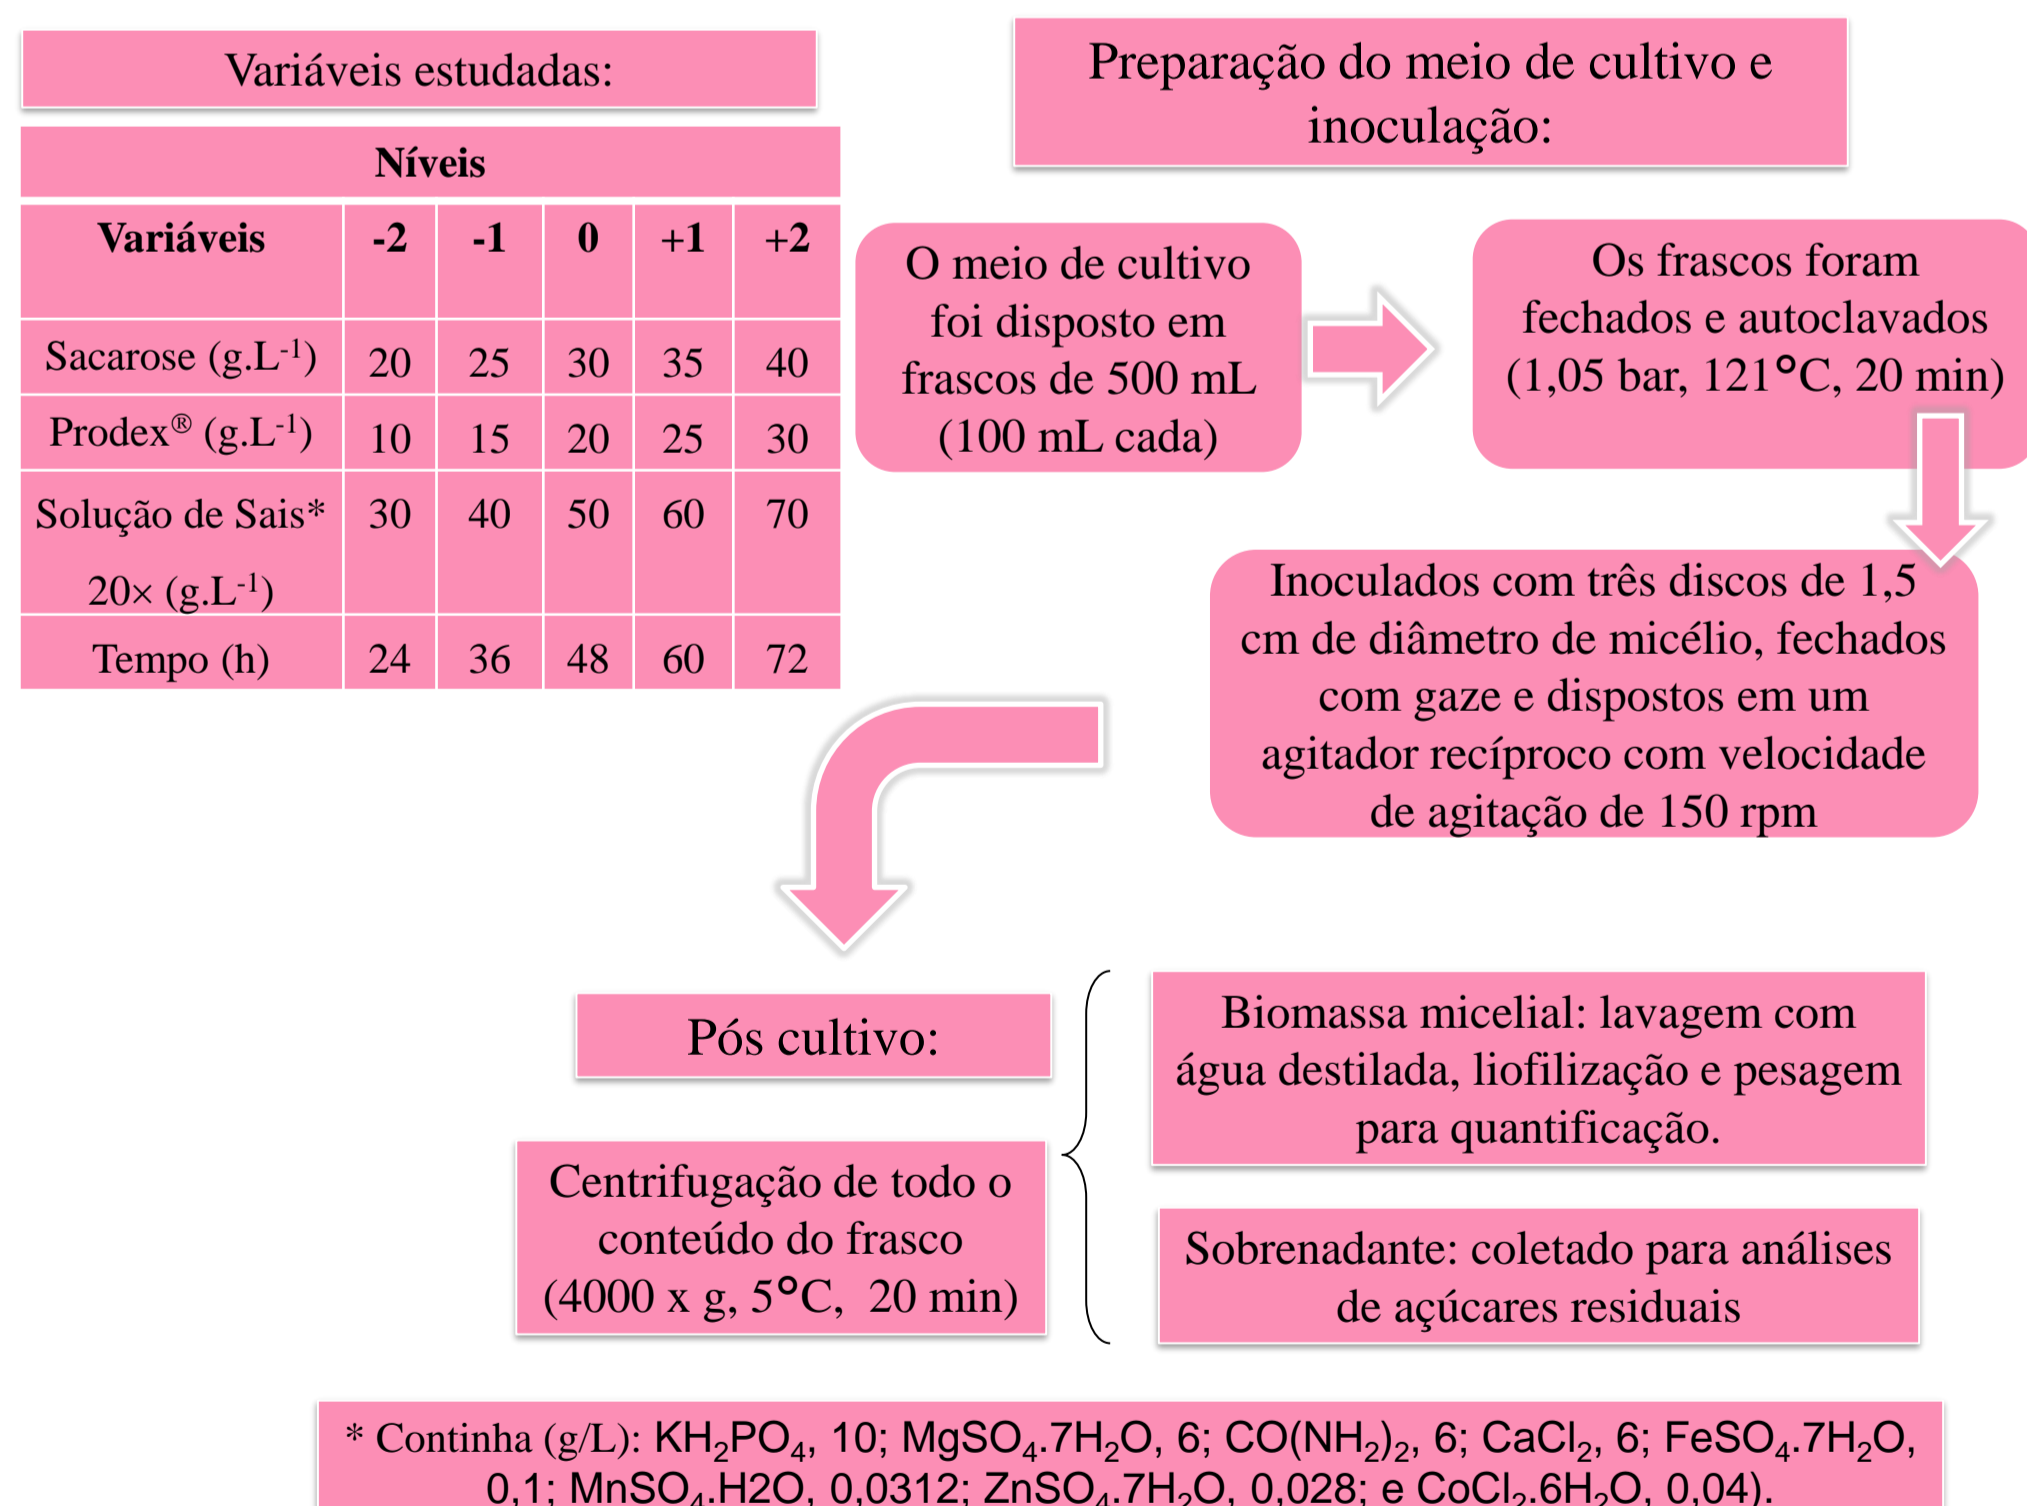 Variáveis estudadas:
Níveis
Variáveis -2 -1 0 +1 +2
Sacarose (g.L-1) 20 25 30 35 40
Prodex® (g.L-1) 10 15 20 25 30
Solução de Sais* 30 40 50 60 70
20× (g.L-1)
Tempo (h) 24 36 48 60 72
Preparação do meio de cultivo e
inoculação:
O meio de cultivo
foi disposto em
frascos de 500 mL
(100 mL cada)
Os frascos foram
fechados e autoclavados
(1,05 bar, 121°C, 20 min)
Inoculados com três discos de 1,5
cm de diâmetro de micélio, fechados
com gaze e dispostos em um
agitador recíproco com velocidade
de agitação de 150 rpm
Pós cultivo:
Centrifugação de todo o
conteúdo do frasco
(4000 x g, 5°C, 20 min)
Biomassa micelial: lavagem com
água destilada, liofilização e pesagem
para quantificação.
Sobrenadante: coletado para análises
de açúcares residuais
* Continha (g/L): KH2PO4, 10; MgSO4.7H2O, 6; CO(NH2)2, 6; CaCl2, 6; FeSO4.7H2O,
0,1; MnSO4.H2O, 0,0312; ZnSO4.7H2O, 0,028; e CoCl2.6H2O, 0,04).